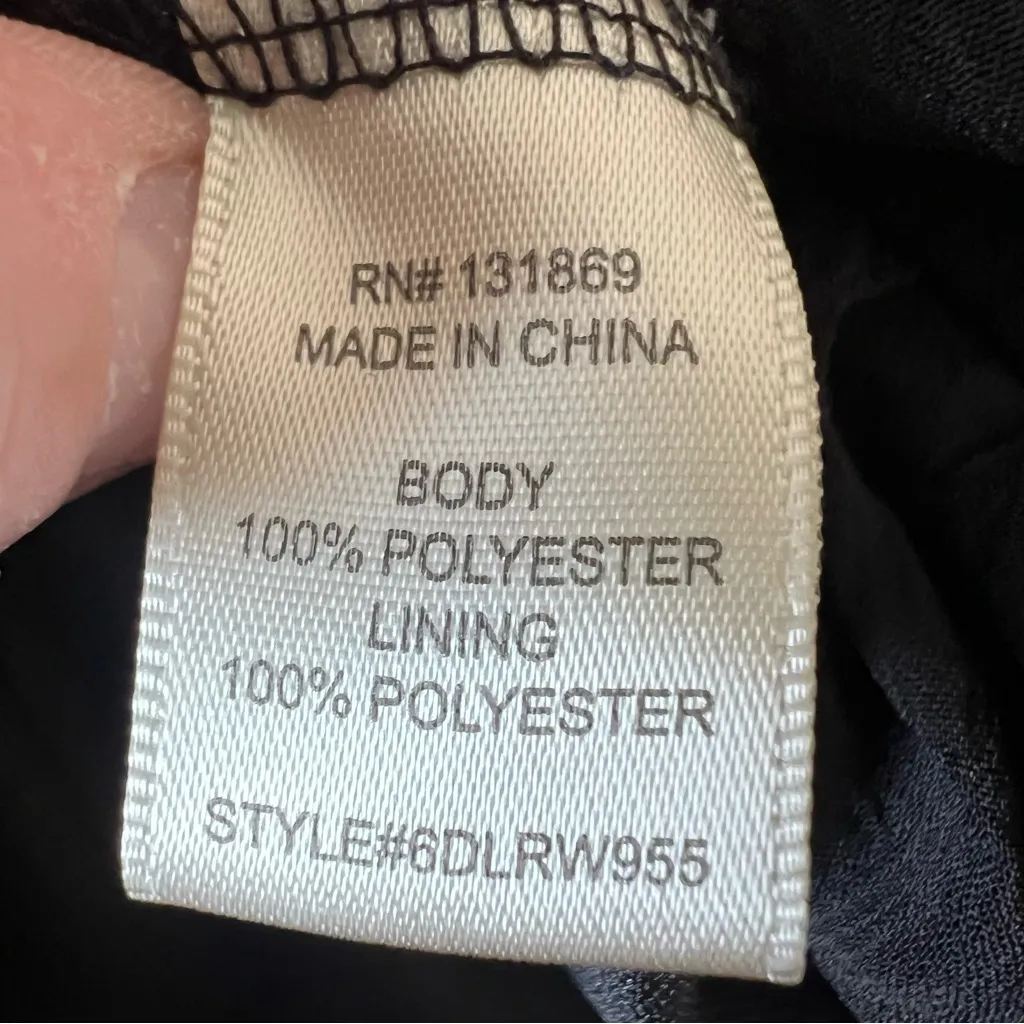 RN# 131869
MADE IN CHINA
BODY
100% POLYESTER
LINING
100% POLYESTER
STYLE#6DLRW955